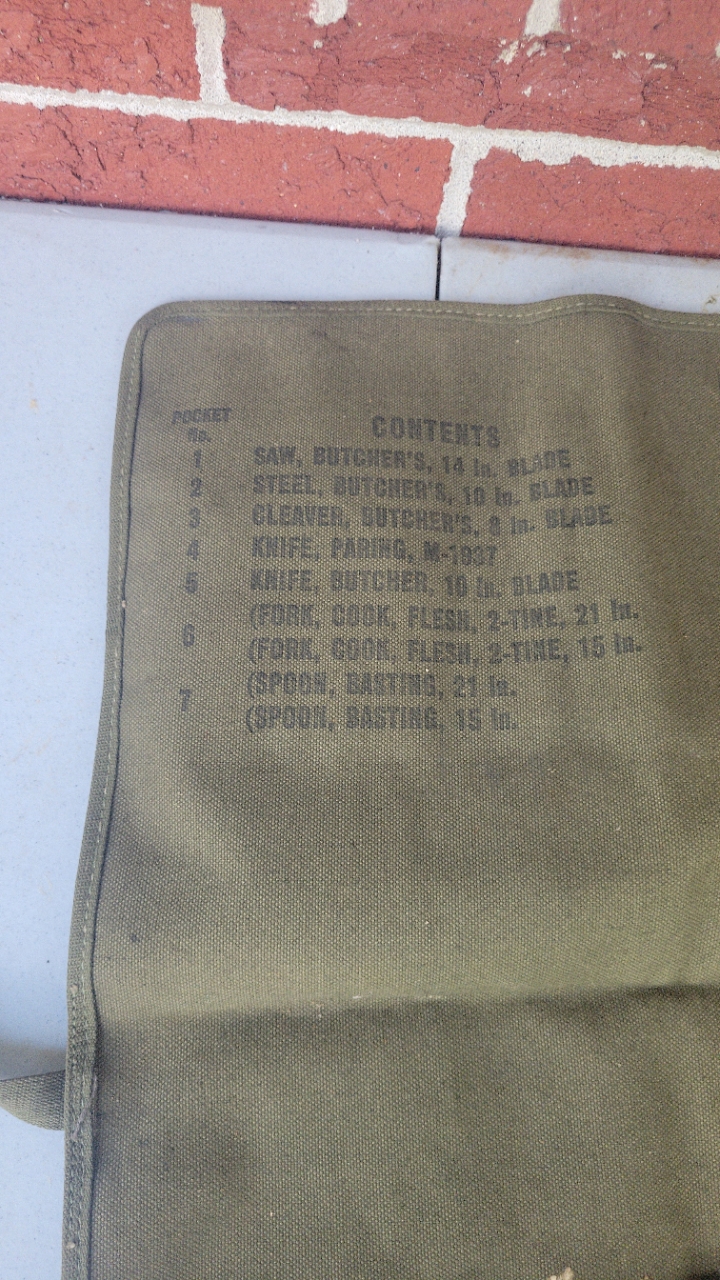 POCKET
No.
CONTENTS
1 SAW, BUTCHER'S, 14 in. BLADE
2 STEEL, BUTCHER'S, 10 in. BLADE
3 CLEAVER, BUTCHER'S, 8 in. BLADE
4 KNIFE, PARING, M-1937
5 KNIFE, BUTCHER, 10 in. BLADE
(FORK, COOK, FLESH, 2-TINE, 21 in.
6
(FORK, COOK, FLESH, 2-TINE, 15 in.
(SPOON, BASTING, 21 in.
7
(SPOON, BASTING, 15 in.